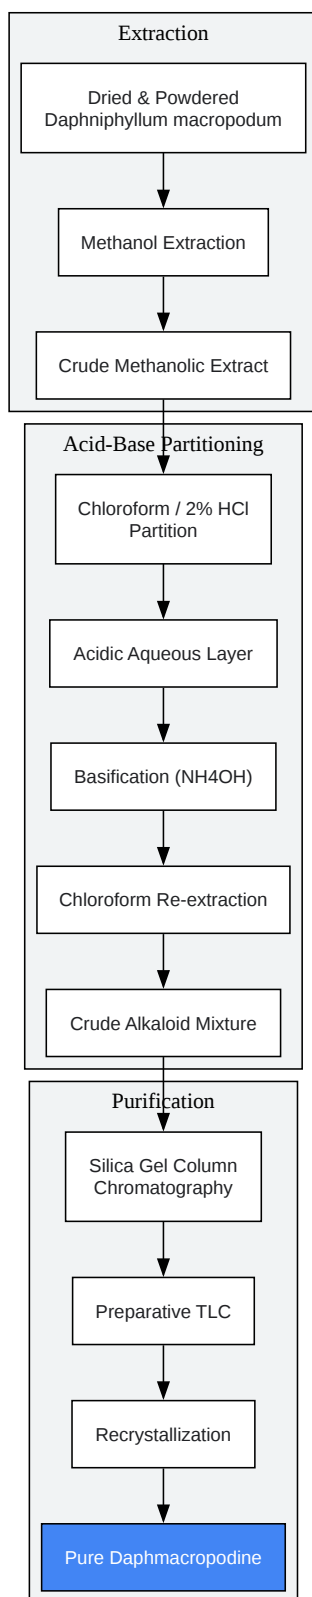 Extraction
Dried & Powdered
Daphniphyllum macropodum
Methanol Extraction
Crude Methanolic Extract
Acid-Base Partitioning
Chloroform / 2% HCl
Partition
Acidic Aqueous Layer
Basification (NH4OH)
Chloroform Re-extraction
Crude Alkaloid Mixture
Purification
Silica Gel Column
Chromatography
Preparative TLC
Recrystallization
Pure Daphmacropodine